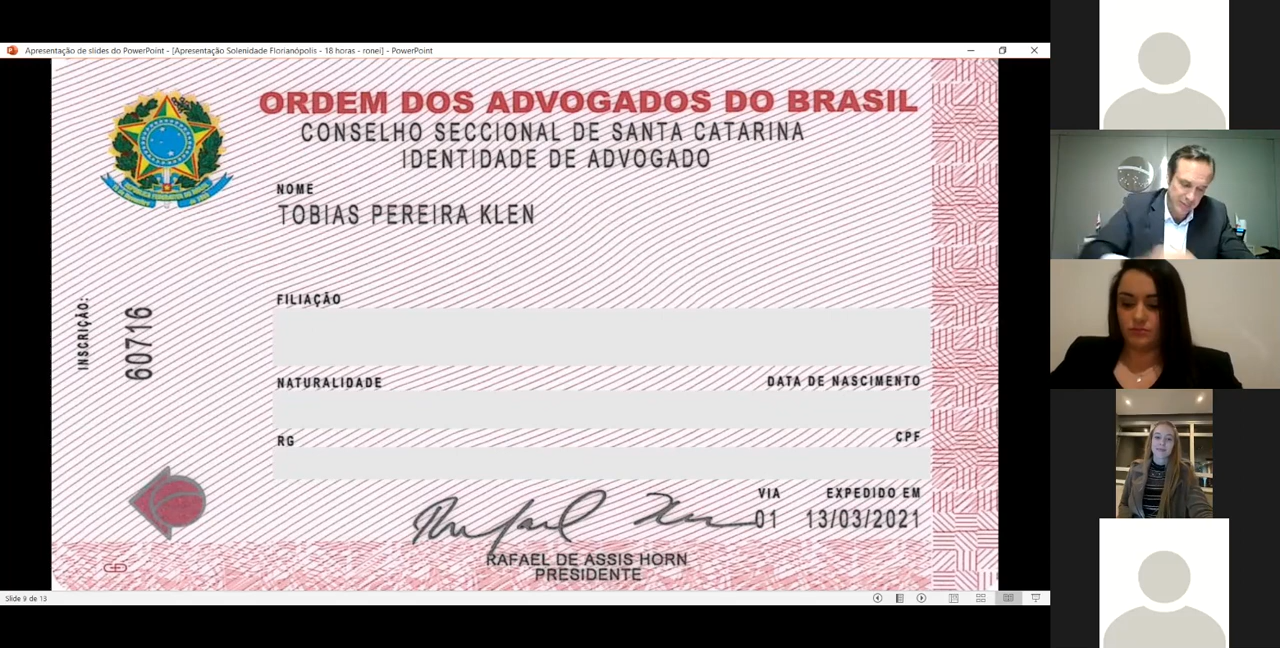 Apresentação de slides do PowerPoint - [Apresentação Solenidade Florianópolis - 18 horas - ronei] - PowerPoint
ORDEM DOS ADVOGADOS DO BRASIL
CONSELHO SECCIONAL DE SANTA CATARINA
IDENTIDADE DE ADVOGADO
NOME
TOBIAS PEREIRA KLEN
INSCRIÇÃO:
60716
FILIAÇÃO
NATURALIDADE
DATA DE NASCIMENTO
RG
CPF
VIA
EXPEDIDO EM
01
13/03/2021
RAFAEL DE ASSIS HORN
PRESIDENTE
Slide 9 de 13